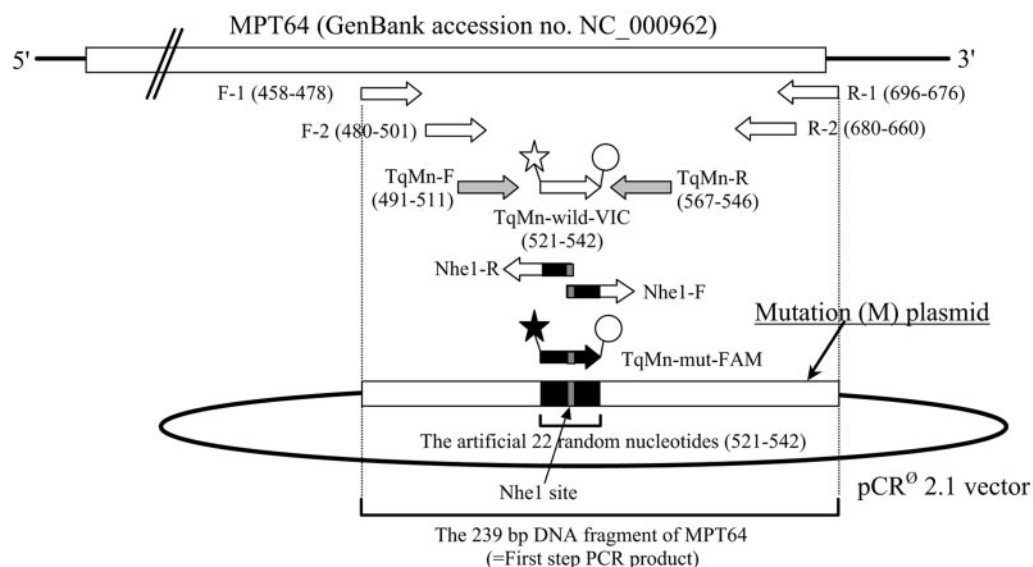 MPT64 (GenBank accession no. NC_000962)
5'
3'
F-1 (458-478)
R-1 (696-676)
F-2 (480-501)
R-2 (680-660)
TqMn-F
(491-511)
TqMn-R
(567-546)
TqMn-wild-VIC
(521-542)
Nhe1-R
Nhe1-F
Mutation (M) plasmid
TqMn-mut-FAM
The artificial 22 random nucleotides (521-542)
Nhe1 site
pCRø 2.1 vector
The 239 bp DNA fragment of MPT64
(=First step PCR product)